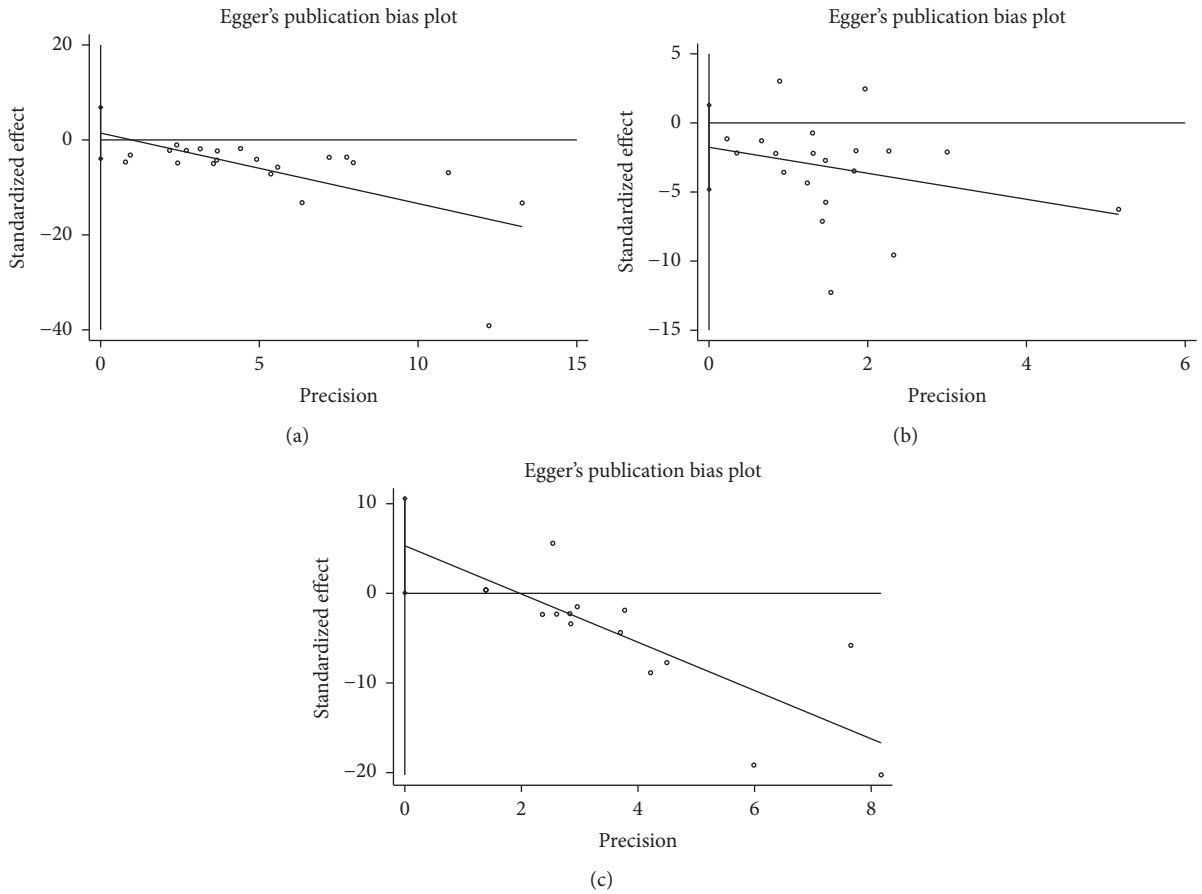 Egger’s publication bias plot
20
0
−20
−40
Standardized effect
0
5
10
15
Precision
(a)
Egger’s publication bias plot
5
0
−5
−10
−15
Standardized effect
0
2
4
6
Precision
(b)
Egger’s publication bias plot
10
0
−10
−20
Standardized effect
0
2
4
6
8
Precision
(c)